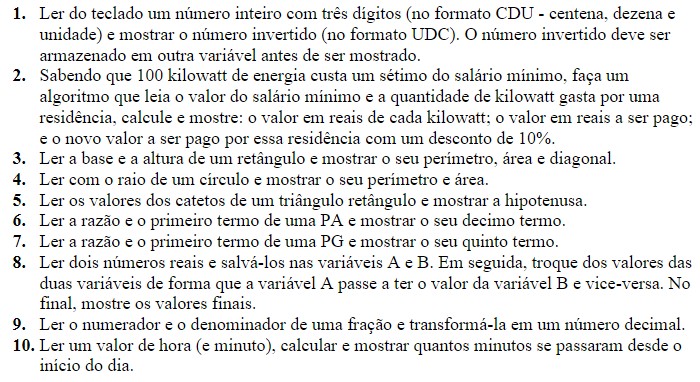 1. Ler do teclado um número inteiro com três dígitos (no formato CDU - centena, dezena e
unidade) e mostrar o número invertido (no formato UDC). O número invertido deve ser
armazenado em outra variável antes de ser mostrado.
2. Sabendo que 100 kilowatt de energia custa um sétimo do salário mínimo, faça um
algoritmo que leia o valor do salário mínimo e a quantidade de kilowatt gasta por uma
residência, calcule e mostre: o valor em reais de cada kilowatt; o valor em reais a ser pago;
e o novo valor a ser pago por essa residência com um desconto de 10%.
3. Ler a base e a altura de um retângulo e mostrar o seu perímetro, área e diagonal.
4. Ler com o raio de um círculo e mostrar o seu perímetro e área.
5. Ler os valores dos catetos de um triângulo retângulo e mostrar a hipotenusa.
6. Ler a razão e o primeiro termo de uma PA e mostrar o seu decimo termo.
7. Ler a razão e o primeiro termo de uma PG e mostrar o seu quinto termo.
8. Ler dois números reais e salvá-los nas variáveis A e B. Em seguida, troque dos valores das
duas variáveis de forma que a variável A passe a ter o valor da variável B e vice-versa. No
final, mostre os valores finais.
9. Ler o numerador e o denominador de uma fração e transformá-la em um número decimal.
10. Ler um valor de hora (e minuto), calcular e mostrar quantos minutos se passaram desde o
início do dia.